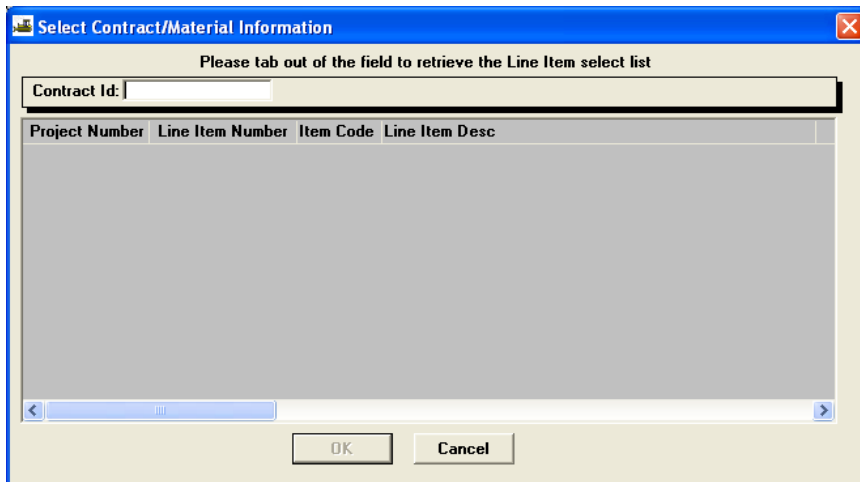 Select Contract/Material Information
Please tab out of the field to retrieve the Line Item select list
Contract Id:
Project Number Line Item Number Item Code Line Item Desc
OK Cancel